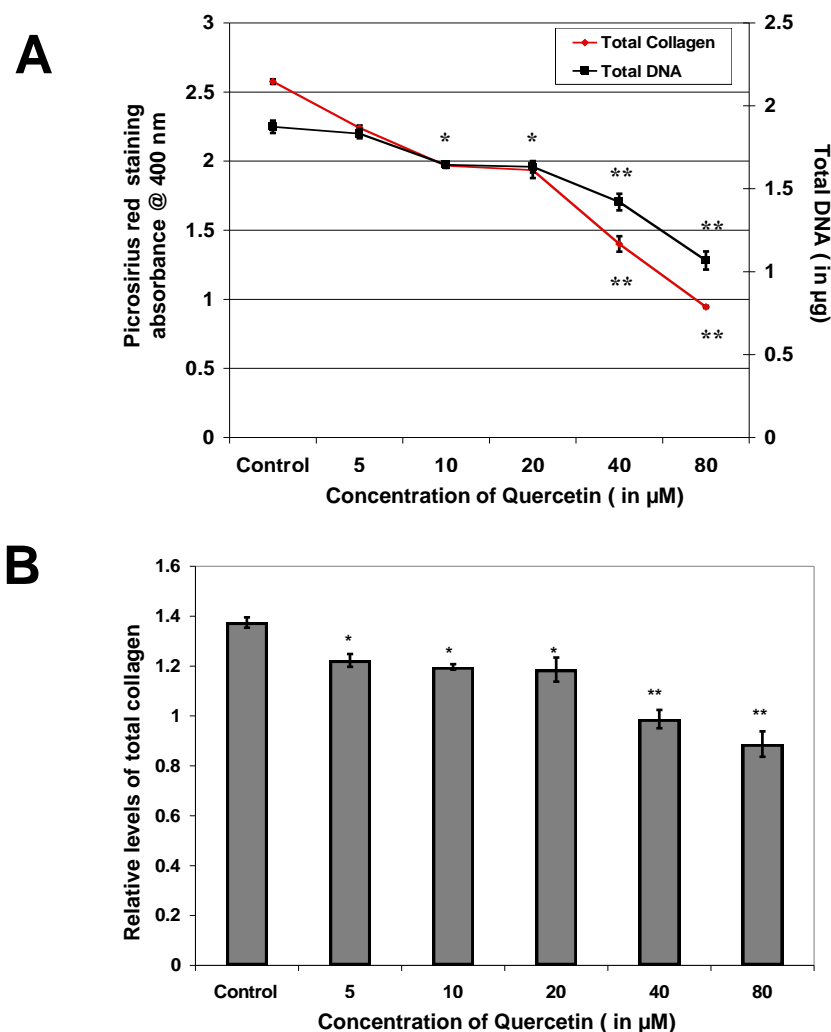 A
Total Collagen
Total DNA
3
2.5
2
1.5
1
0.5
0
2.5
2
1.5
1
0.5
0
Picrosirius red staining
absorbance @ 400 nm
Total DNA ( in µg)
* *
**
**
**
**
Control 5 10 20 40 80
Concentration of Quercetin ( in µM)
B
1.6
1.4
1.2
1
0.8
0.6
0.4
0.2
0
Relative levels of total collagen
* * * ** **
Control 5 10 20 40 80
Concentration of Quercetin ( in µM)